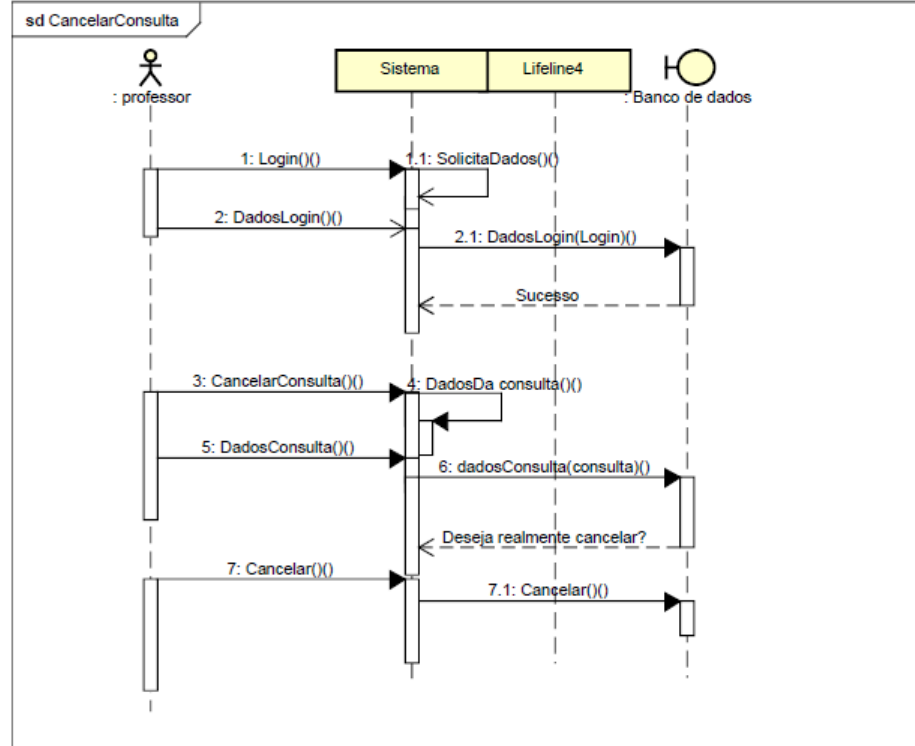 sd CancelarConsulta
Sistema
Lifeline4
: professor
: Banco de dados
1: Login()()
1.1: SolicitaDados()()
2: DadosLogin()()
2.1: DadosLogin(Login)()
Sucesso
3: CancelarConsulta()()
4: DadosDa consulta()()
5: DadosConsulta()()
6: dadosConsulta(consulta)()
Deseja realmente cancelar?
7: Cancelar()()
7.1: Cancelar()()